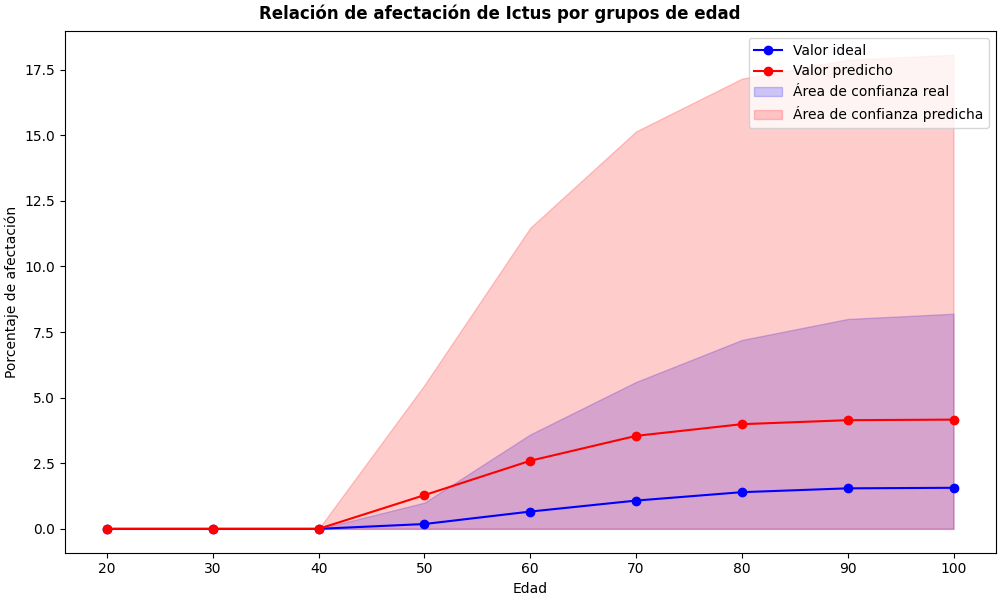 Relación de afectación de Ictus por grupos de edad
Valor ideal
Valor predicho
Área de confianza real
Área de confianza predicha
Porcentaje de afectación
17.5
15.0
12.5
10.0
7.5
5.0
2.5
0.0
20 30 40 50 60 70 80 90 100
Edad